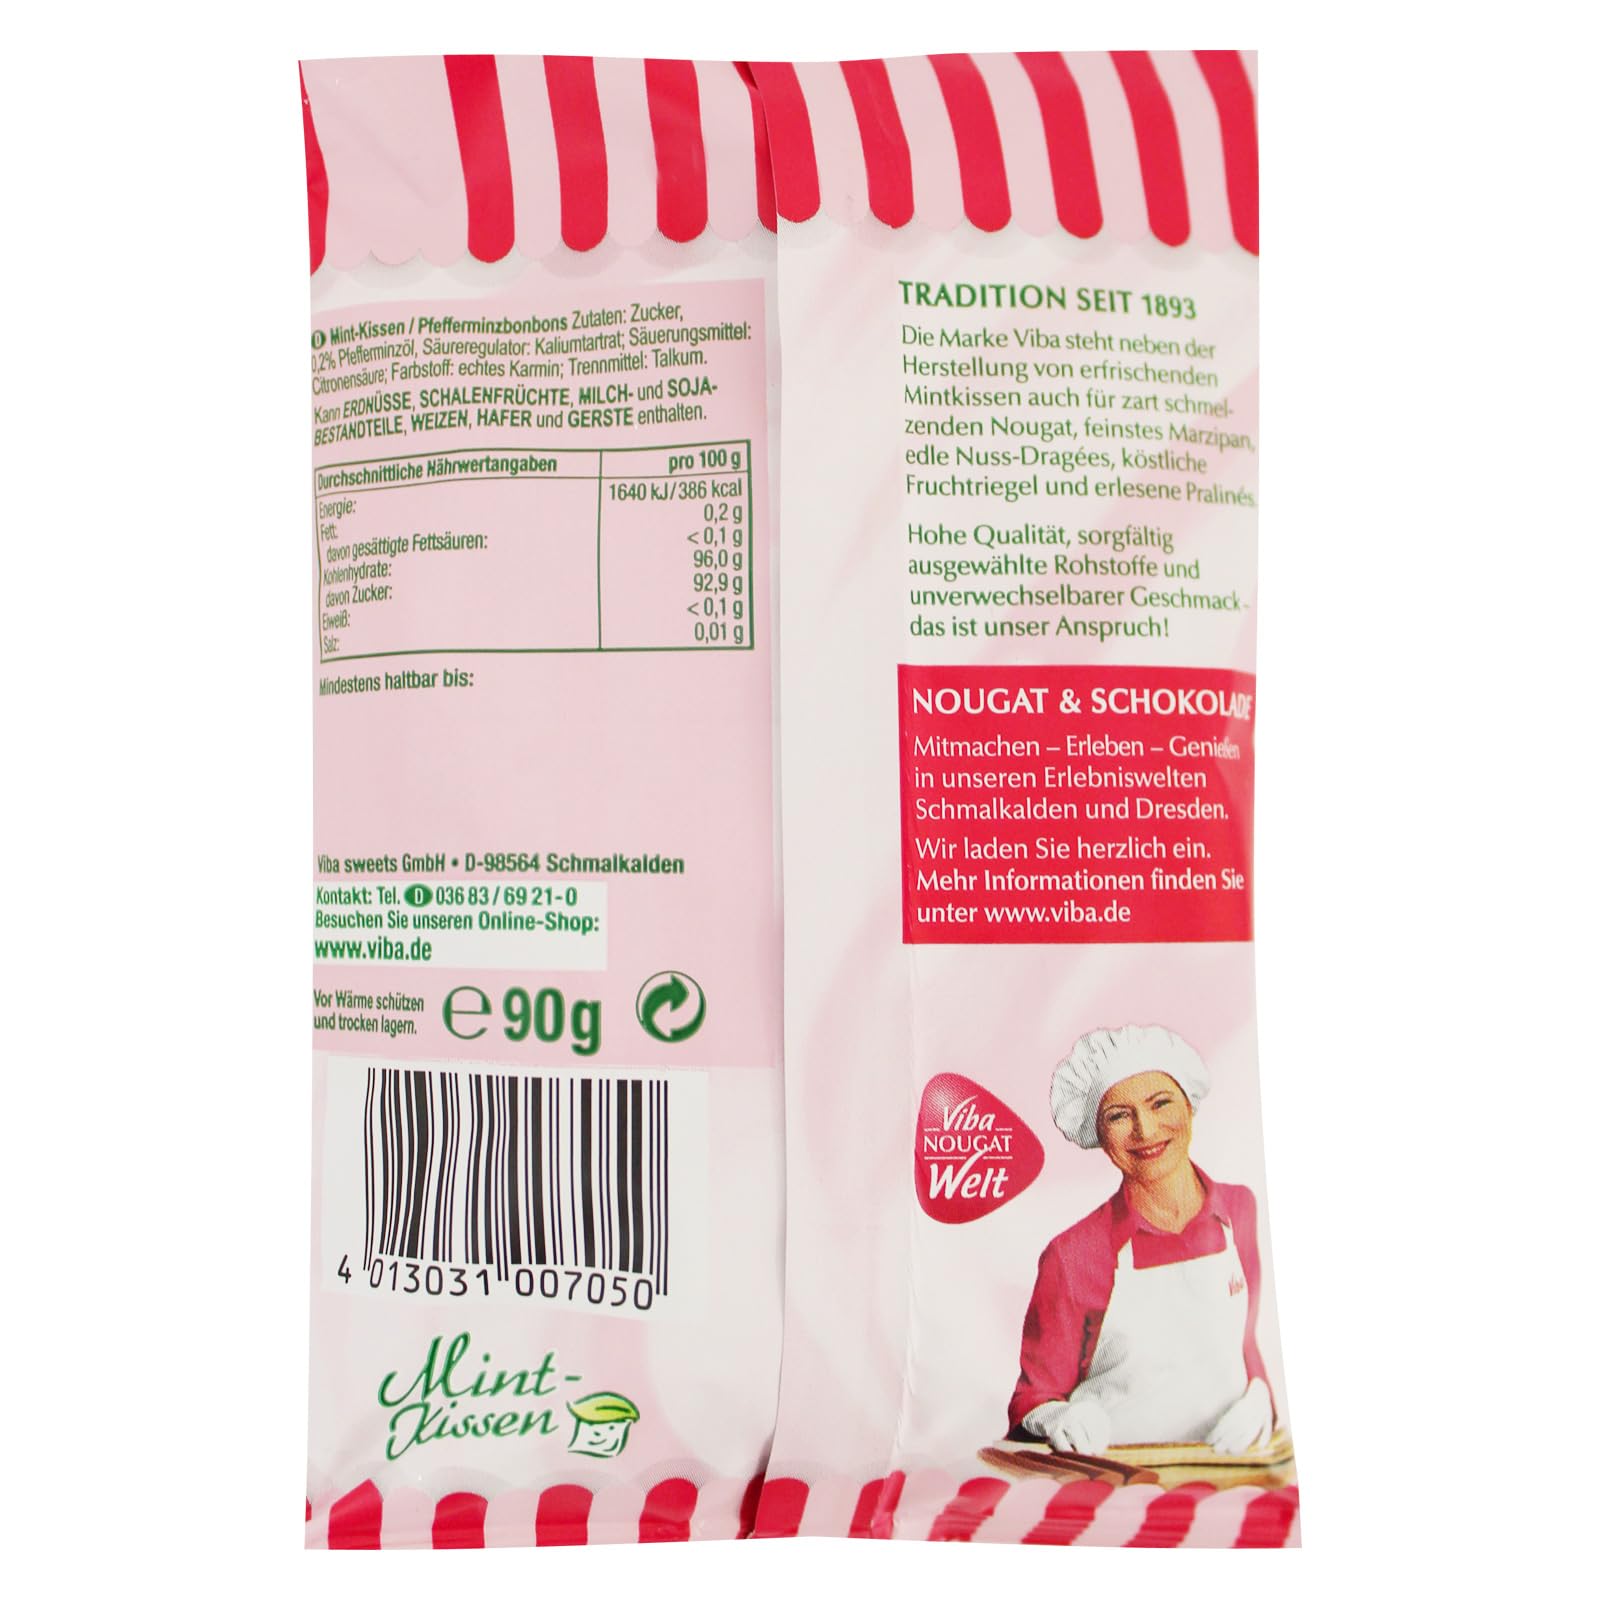 D Mint-Kissen / Pfefferminzbonbons Zutaten: Zucker,
0,2% Pfefferminzöl, Säureregulator: Kaliumtartrat; Säuerungsmittel:
Citronensäure; Farbstoff: echtes Karmin; Trennmittel: Talkum.
Kann ERDNÜSSE, SCHALENFRÜCHTE, MILCH- und SOJA-
BESTANDTEILE, WEIZEN, HAFER und GERSTE enthalten.
Durchschnittliche Nährwertangaben pro 100 g
Energie: 1640 kJ/386 kcal
Fett: 0,2 g
davon gesättigte Fettsäuren: <0,1 g
Kohlenhydrate: 96,0 g
davon Zucker: 92,9 g
Eiweiß: <0,1 g
Salz: 0,01 g
Mindestens haltbar bis:
Viba sweets GmbH • D-98564 Schmalkalden
Kontakt: Tel. D 036 83 / 69 21-0
Besuchen Sie unseren Online-Shop:
www.viba.de
Vor Wärme schützen
und trocken lagern.
e 90g
4 013031 007050
Mint-
Kissen
TRADITION SEIT 1893
Die Marke Viba steht neben der
Herstellung von erfrischenden
Mintkissen auch für zart schmel-
zenden Nougat, feinstes Marzipan,
edle Nuss-Dragées, köstliche
Fruchtriegel und erlesene Pralinés.
Hohe Qualität, sorgfältig
ausgewählte Rohstoffe und
unverwechselbarer Geschmack -
das ist unser Anspruch!
NOUGAT & SCHOKOLADE
Mitmachen – Erleben – Genießen
in unseren Erlebniswelten
Schmalkalden und Dresden.
Wir laden Sie herzlich ein.
Mehr Informationen finden Sie
unter www.viba.de
Viba
NOUGAT
Welt
Viba